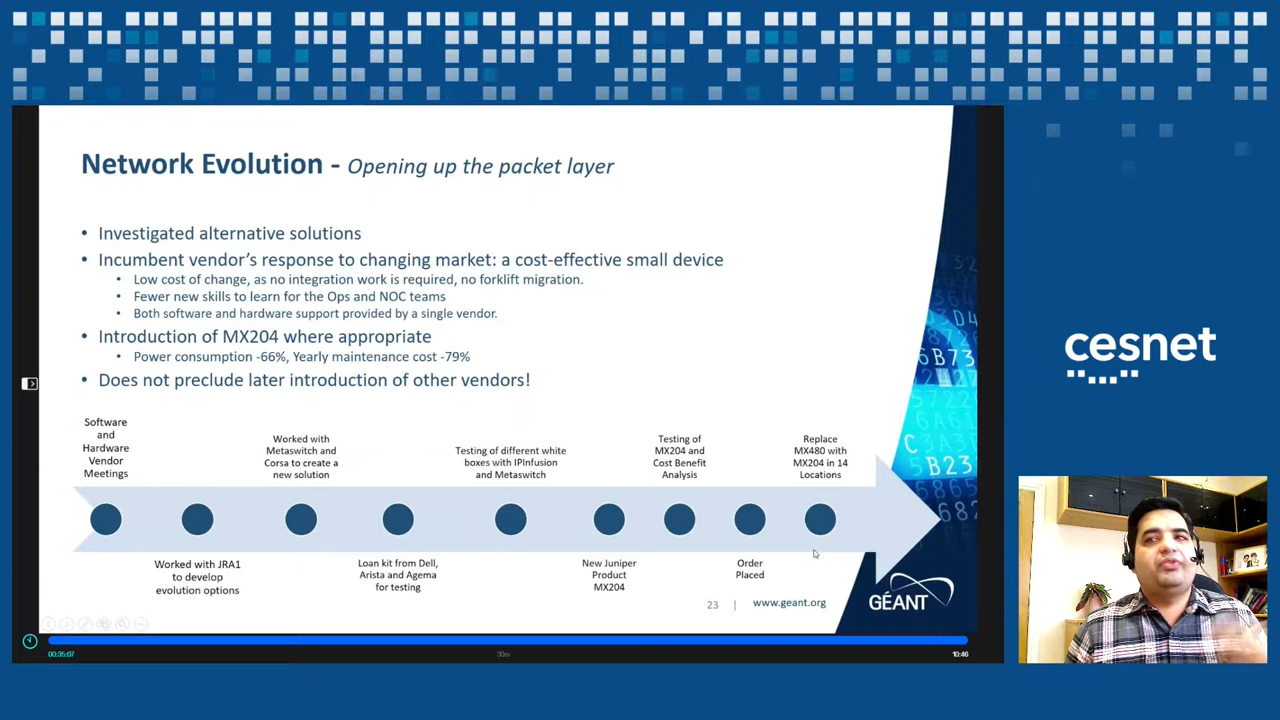 Network Evolution - Opening up the packet layer
• Investigated alternative solutions
• Incumbent vendor's response to changing market: a cost-effective small device
• Low cost of change, as no integration work is required, no forklift migration.
• Fewer new skills to learn for the Ops and NOC teams
• Both software and hardware support provided by a single vendor.
• Introduction of MX204 where appropriate
• Power consumption -66%, Yearly maintenance cost -79%
• Does not preclude later introduction of other vendors!
Software
and
Hardware
Vendor
Meetings
Worked with JRA1
to develop
evolution options
Worked with
Metaswitch and
Corsa to create a
new solution
Loan kit from Dell,
Arista and Agema
for testing
Testing of different white
boxes with IPInfusion
and Metaswitch
New Juniper
Product
MX204
Testing of
MX204 and
Cost Benefit
Analysis
Order
Placed
Replace
MX480 with
MX204 in 14
Locations
23 | www.geant.org
GÉANT
00:35:07
30m
10:46
cesnet